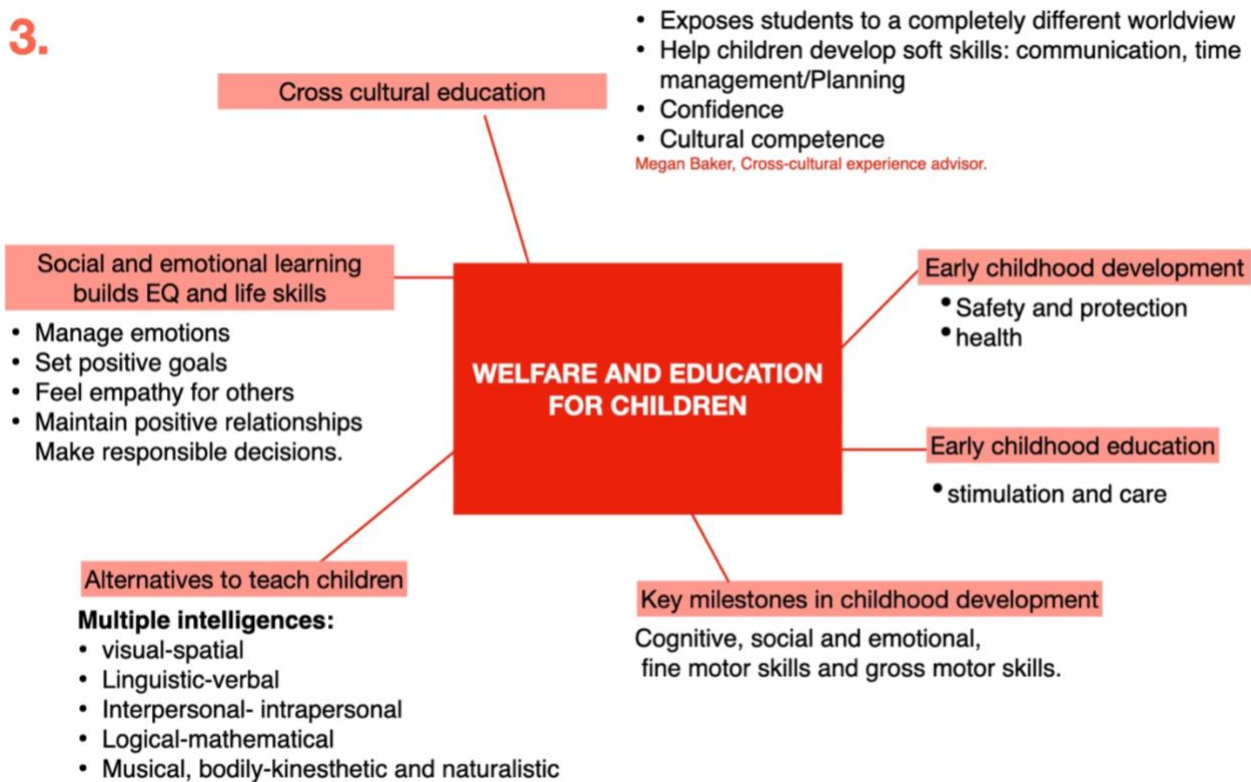 3.
Cross cultural education
• Exposes students to a completely different worldview
• Help children develop soft skills: communication, time
management/Planning
• Confidence
• Cultural competence
Megan Baker, Cross-cultural experience advisor.
Social and emotional learning
builds EQ and life skills
• Manage emotions
• Set positive goals
• Feel empathy for others
• Maintain positive relationships
Make responsible decisions.
WELFARE AND EDUCATION
FOR CHILDREN
Early childhood development
• Safety and protection
• health
Early childhood education
• stimulation and care
Alternatives to teach children
Multiple intelligences:
• visual-spatial
• Linguistic-verbal
• Interpersonal- intrapersonal
• Logical-mathematical
• Musical, bodily-kinesthetic and naturalistic
Key milestones in childhood development
Cognitive, social and emotional,
fine motor skills and gross motor skills.